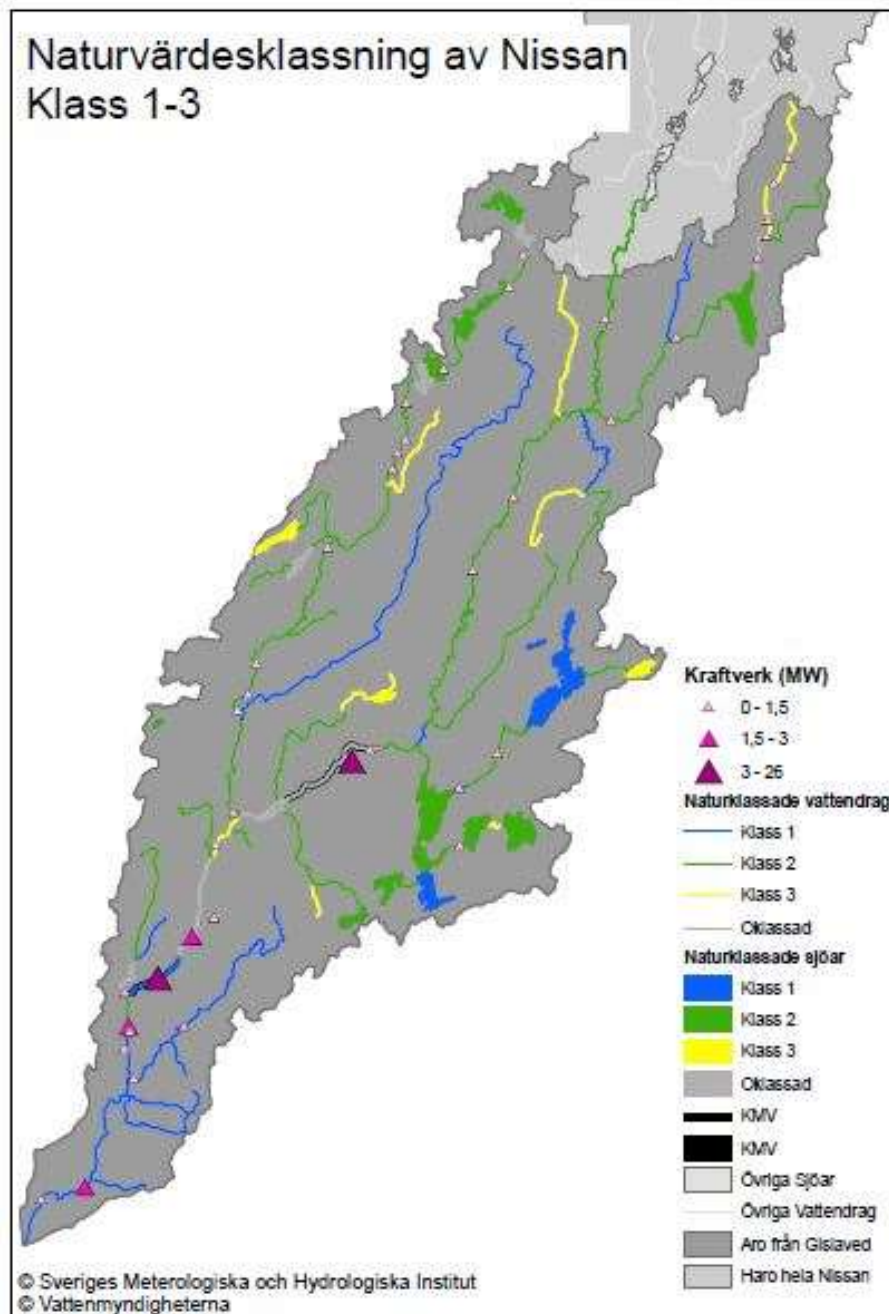 Naturvärdesklassning av Nissan
Klass 1-3
Kraftverk (MW)
0 - 1,5
1,5 - 3
3 - 26
Naturklassade vattendrag
Klass 1
Klass 2
Klass 3
Oklassad
Naturklassade sjöar
Klass 1
Klass 2
Klass 3
Oklassad
KMV
KMV
Övriga Sjöar
Övriga Vattendrag
Aro från Gislaved
Haro hela Nissan
© Sveriges Meterologiska och Hydrologiska Institut
© Vattenmyndigheterna